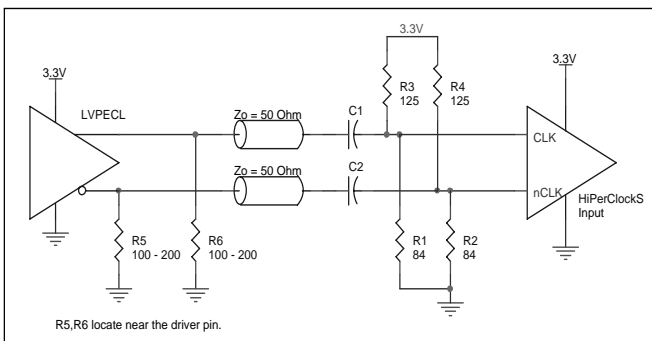 3.3V
3.3V
3.3V
R3
125
R4
125
LVPECL
Zo = 50 Ohm
C1
CLK
Zo = 50 Ohm
C2
nCLK
HiPerClockS
Input
R5
100 - 200
R6
100 - 200
R1
84
R2
84
R5,R6 locate near the driver pin.